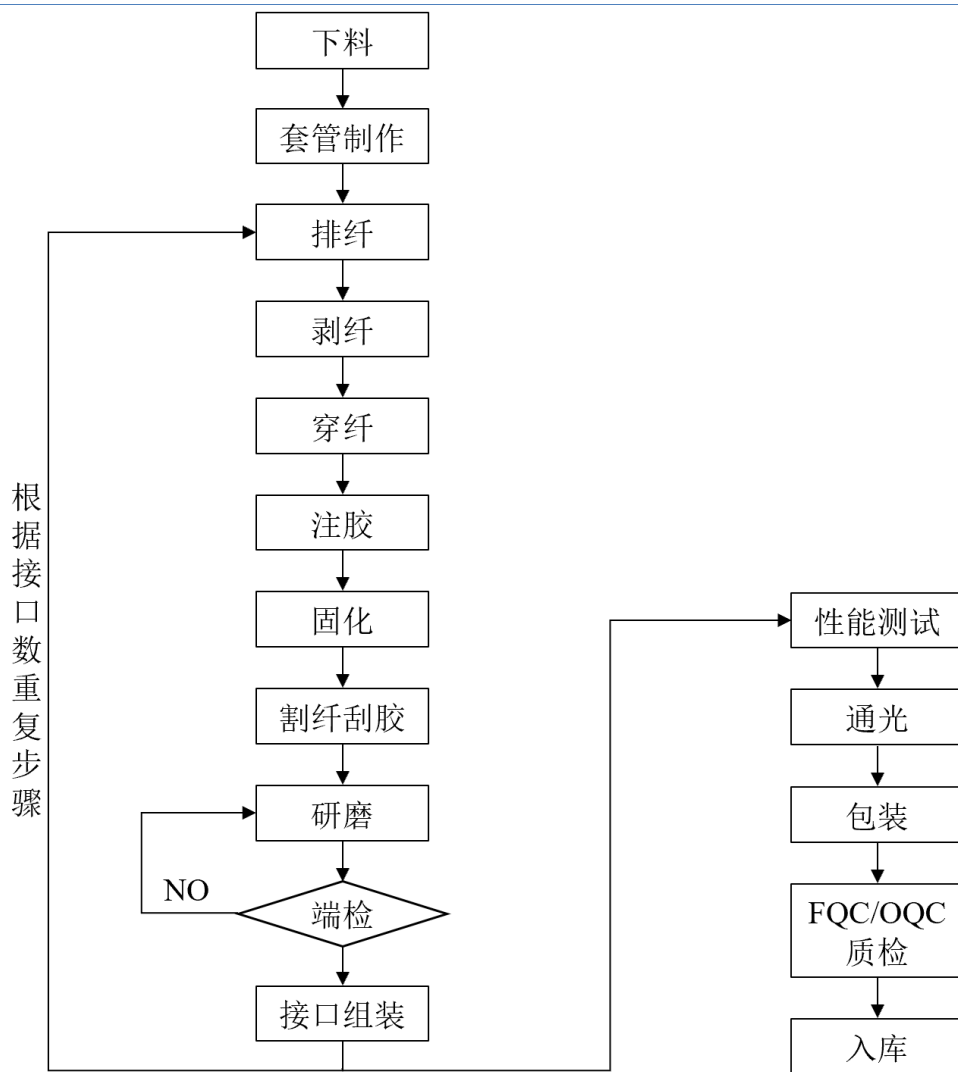 下料
套管制作
排纤
剥纤
穿纤
注胶
固化
割纤刮胶
研磨
NO
端检
接口组装
根据接口数重复步骤
性能测试
通光
包装
FQC/OQC
质检
入库